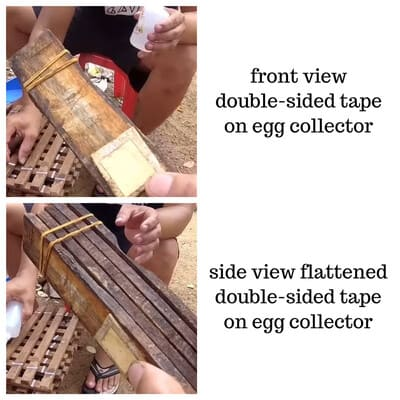 front view
double-sided tape
on egg collector
side view flattened
double-sided tape
on egg collector